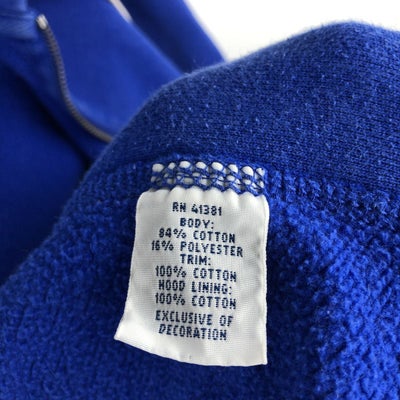 RN 41381
BODY:
84% COTTON
16% POLYESTER
TRIM:
100% COTTON
HOOD LINING:
100% COTTON
EXCLUSIVE OF
DECORATION